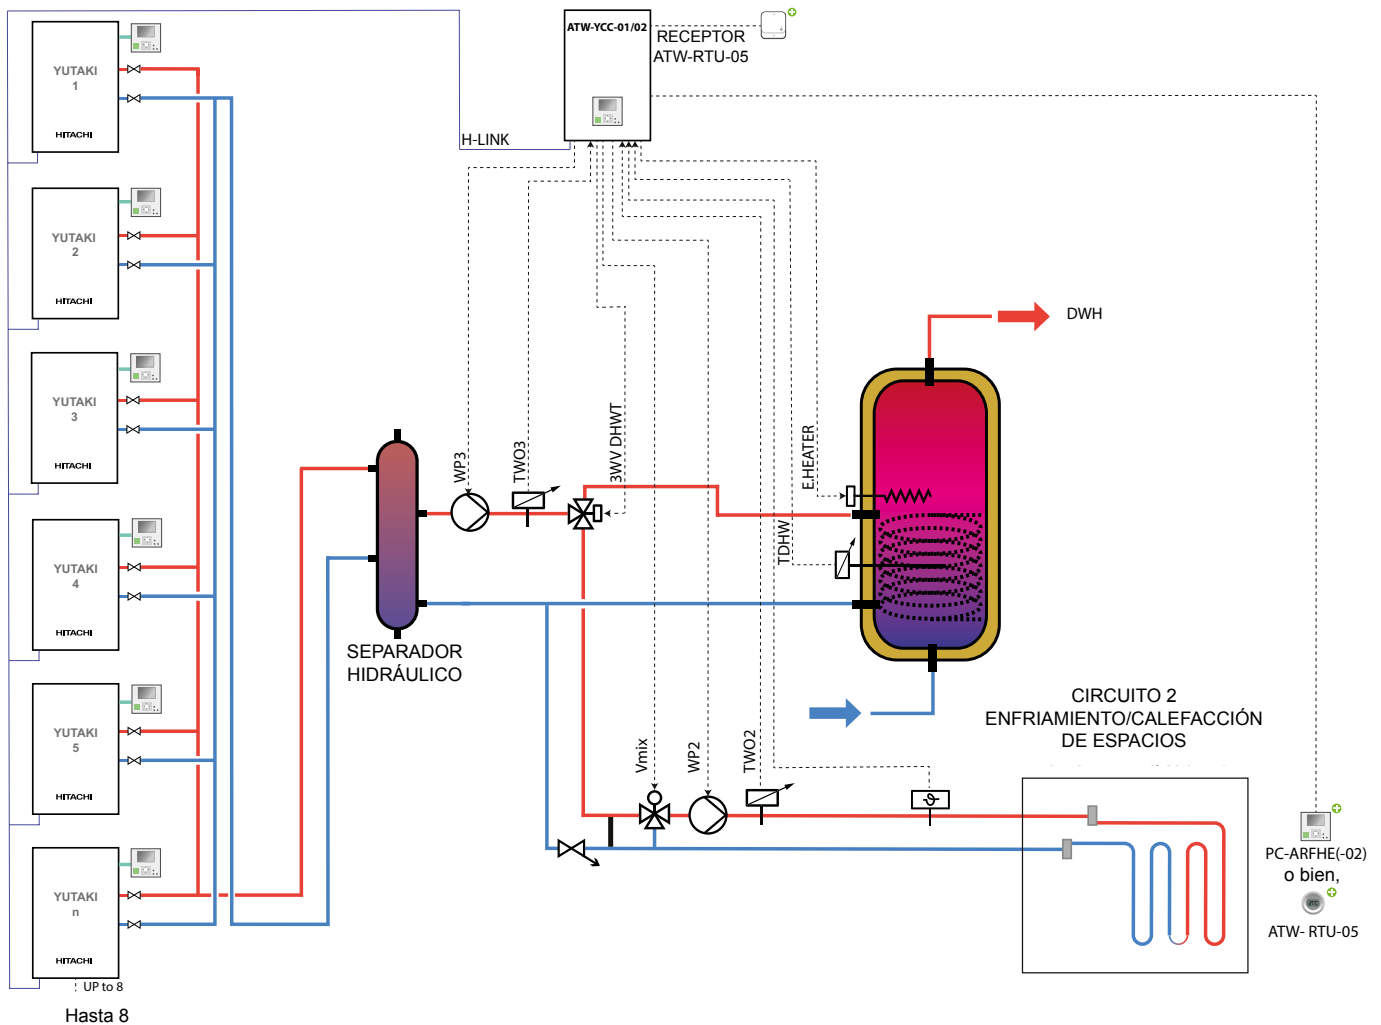 YUTAKI
1
HITACHI
YUTAKI
2
HITACHI
YUTAKI
3
HITACHI
YUTAKI
4
HITACHI
YUTAKI
5
HITACHI
YUTAKI
n
HITACHI
UP to 8
Hasta 8
H-LINK
ATW-YCC-01/02
RECEPTOR
ATW-RTU-05
WP3
TWO3
3WV DHWT
E.HEATER
TDHW
DWH
SEPARADOR
HIDRÁULICO
Vmix
WP2
TWO2
CIRCUITO 2
ENFRIAMIENTO/CALEFACCIÓN
DE ESPACIOS
PC-ARFHE(-02)
o bien,
ATW- RTU-05